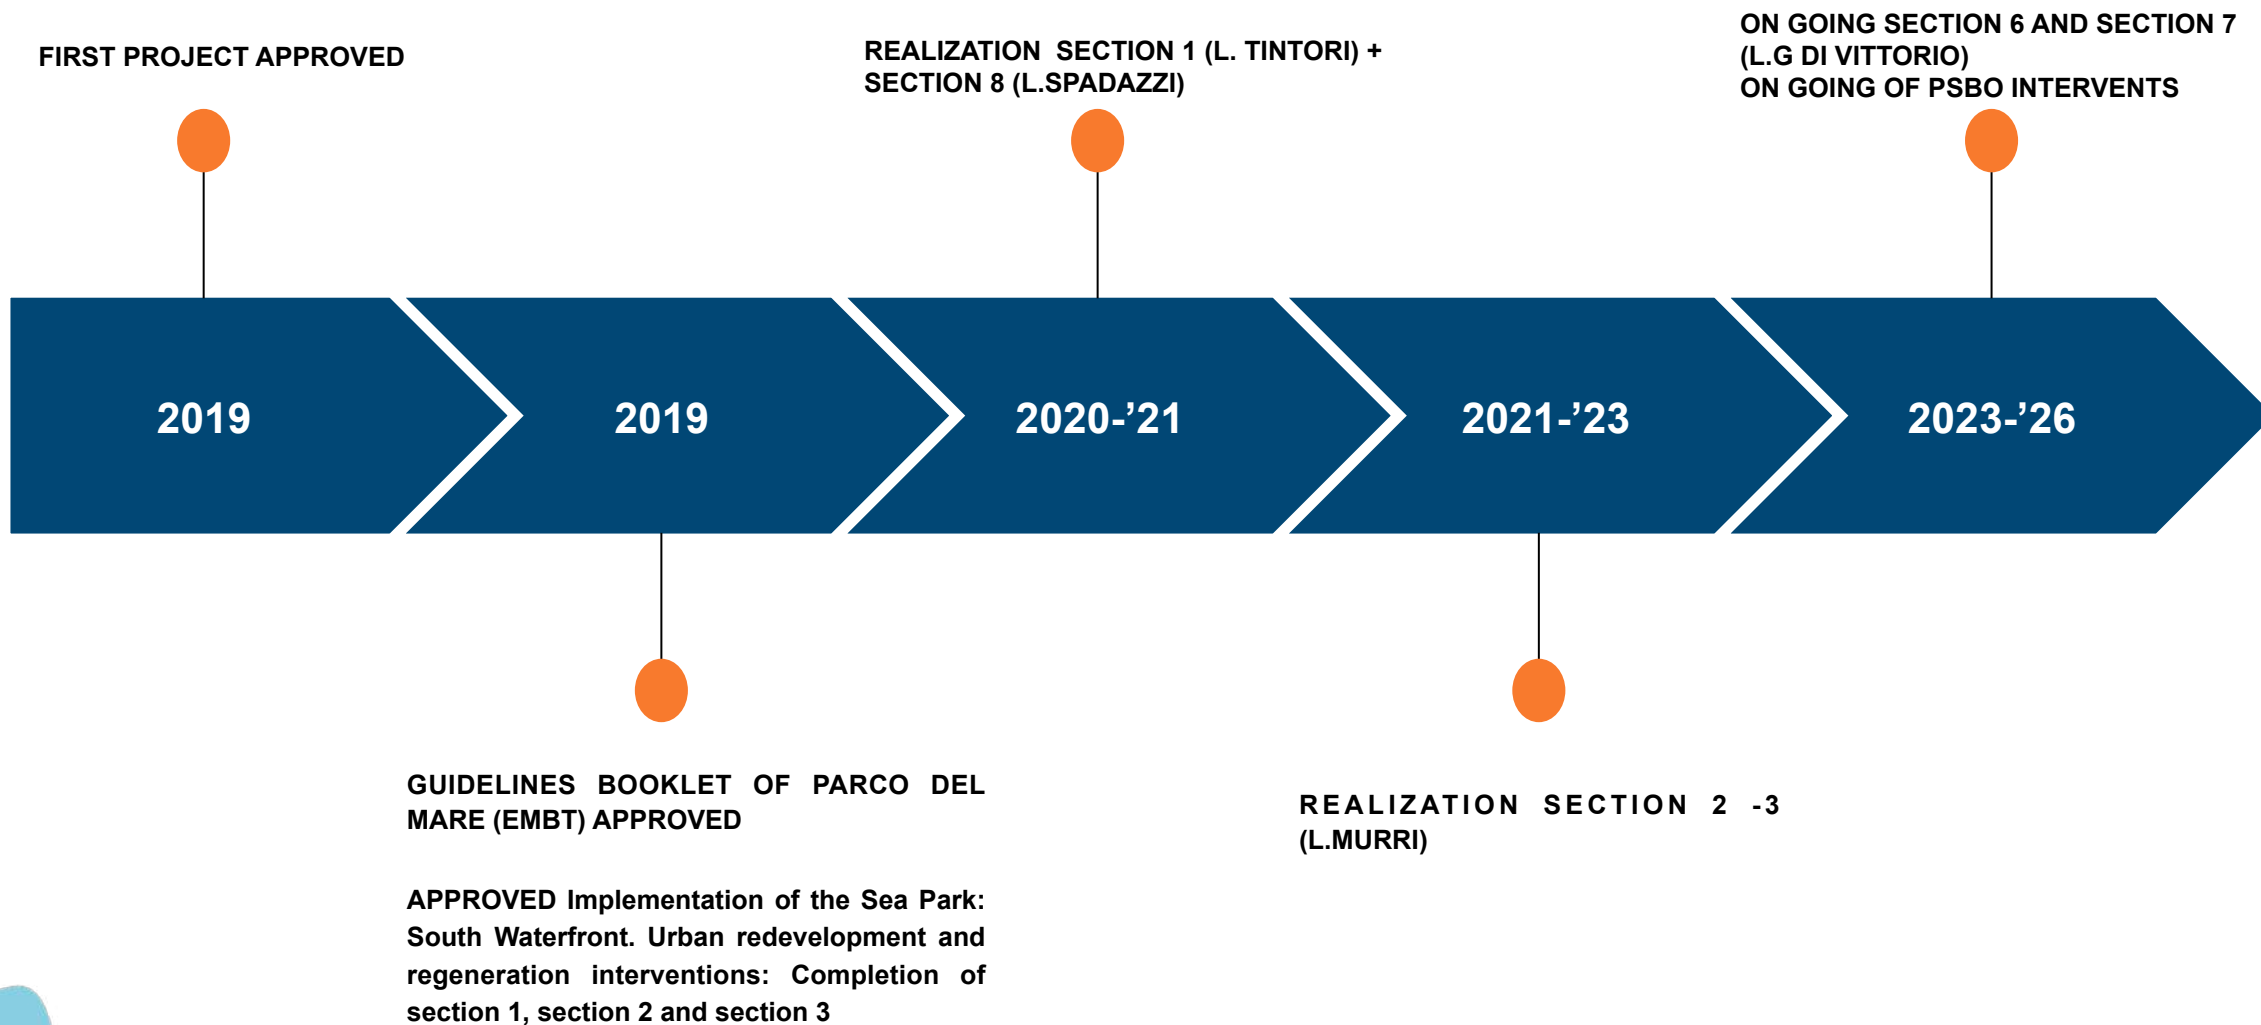 FIRST PROJECT APPROVED
REALIZATION SECTION 1 (L. TINTORI) +
SECTION 8 (L.SPADAZZI)
ON GOING SECTION 6 AND SECTION 7
(L.G DI VITTORIO)
ON GOING OF PSBO INTERVENTS
2019
2019
2020-’21
2021-’23
2023-’26
GUIDELINES BOOKLET OF PARCO DEL
MARE (EMBT) APPROVED
APPROVED Implementation of the Sea Park:
South Waterfront. Urban redevelopment and
regeneration interventions: Completion of
section 1, section 2 and section 3
REALIZATION SECTION 2 -3
(L.MURRI)